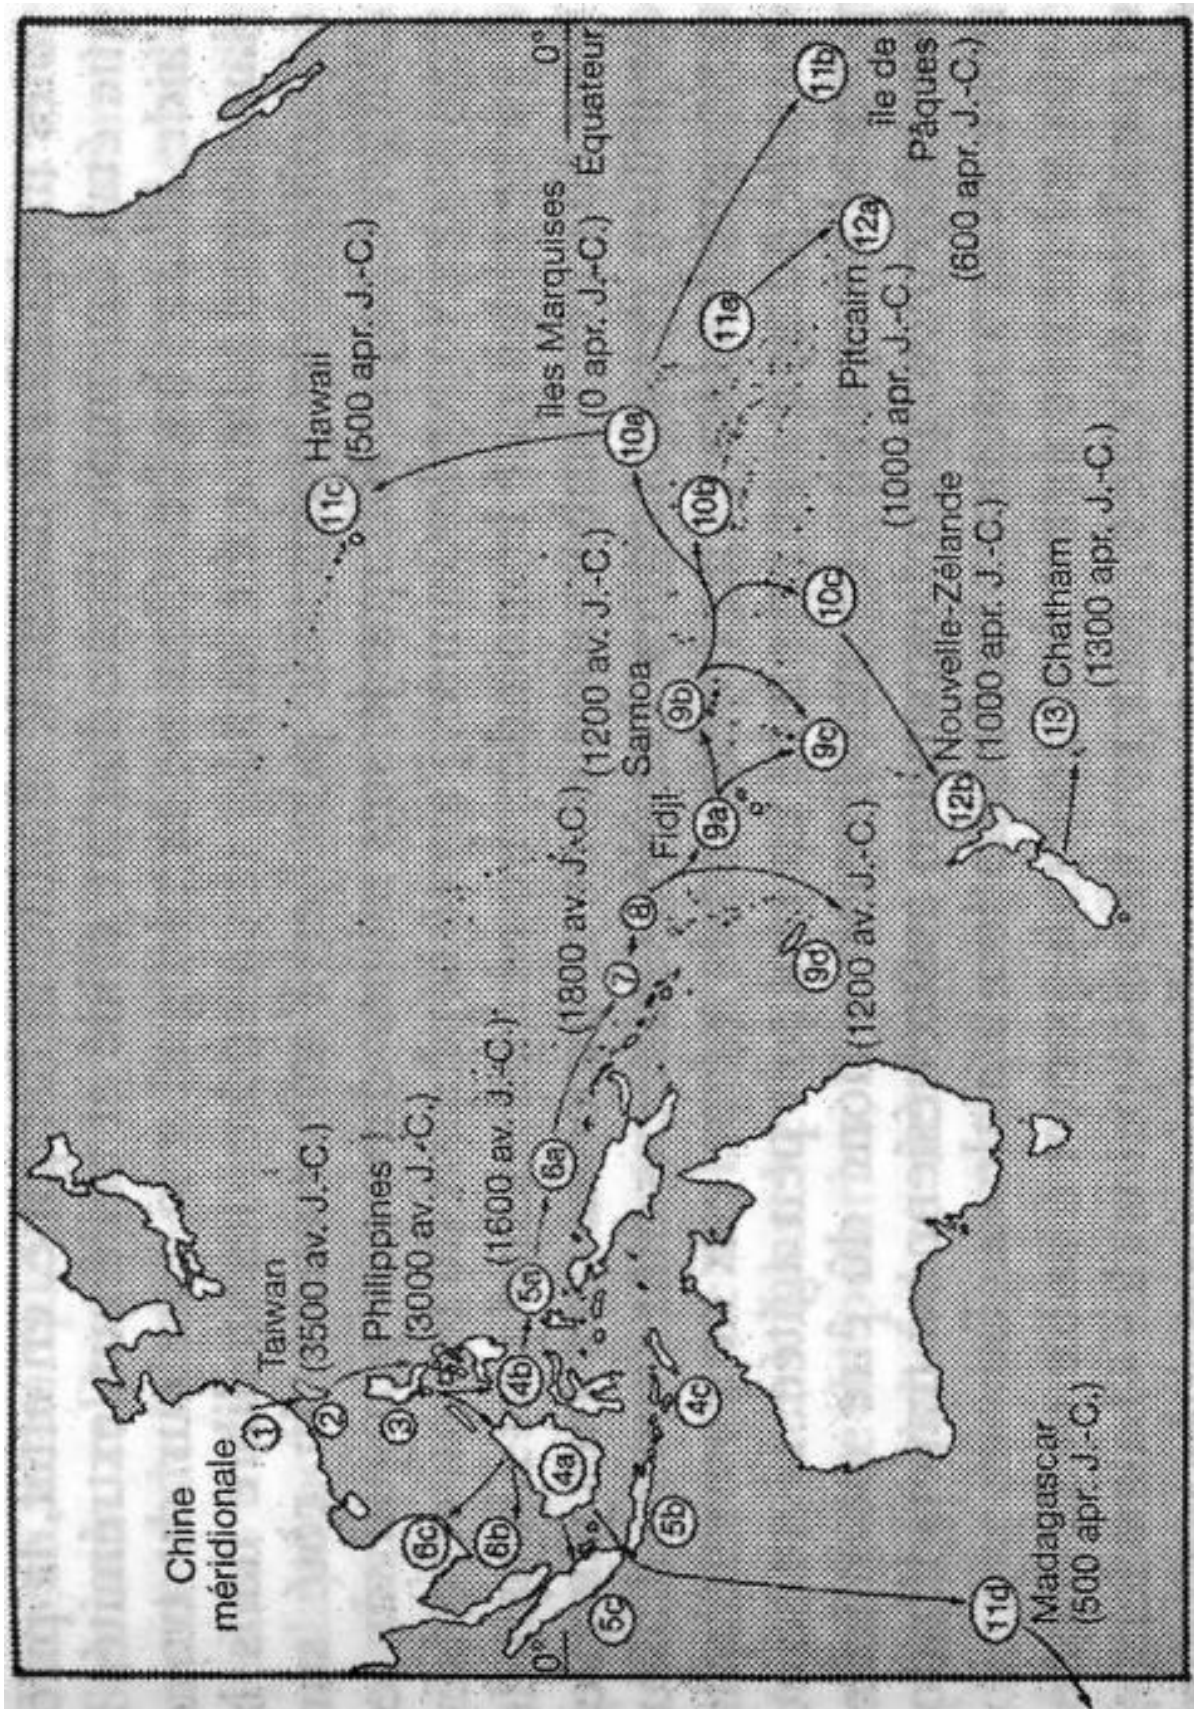 Chine
méridionale
1
Taiwan
(3500 av. J.-C.)
2
Hawaii
(500 apr. J.-C.)
11c
3
Philippines
(3000 av. J.-C.)
6c
6b
(1600 av. J.-C.)
4b
5a
6a
4a
îles Marquises
(0 apr. J.-C.)
0°
0°
Équateur
(1800 av. J.-C.)
(1200 av. J.-C.)
Samoa
5c
7
8
10a
Fidji
5b
4c
9a
9b
10b
11a
11b
9d
9c
10c
12a
Pitcairn
(1000 apr. J.-C.)
île de
Pâques
(600 apr. J.-C.)
(1200 av. J.-C.)
12b
Nouvelle-Zélande
(1000 apr. J.-C.)
11d
Madagascar
(500 apr. J.-C.)
13
Chatham
(1300 apr. J.-C.)